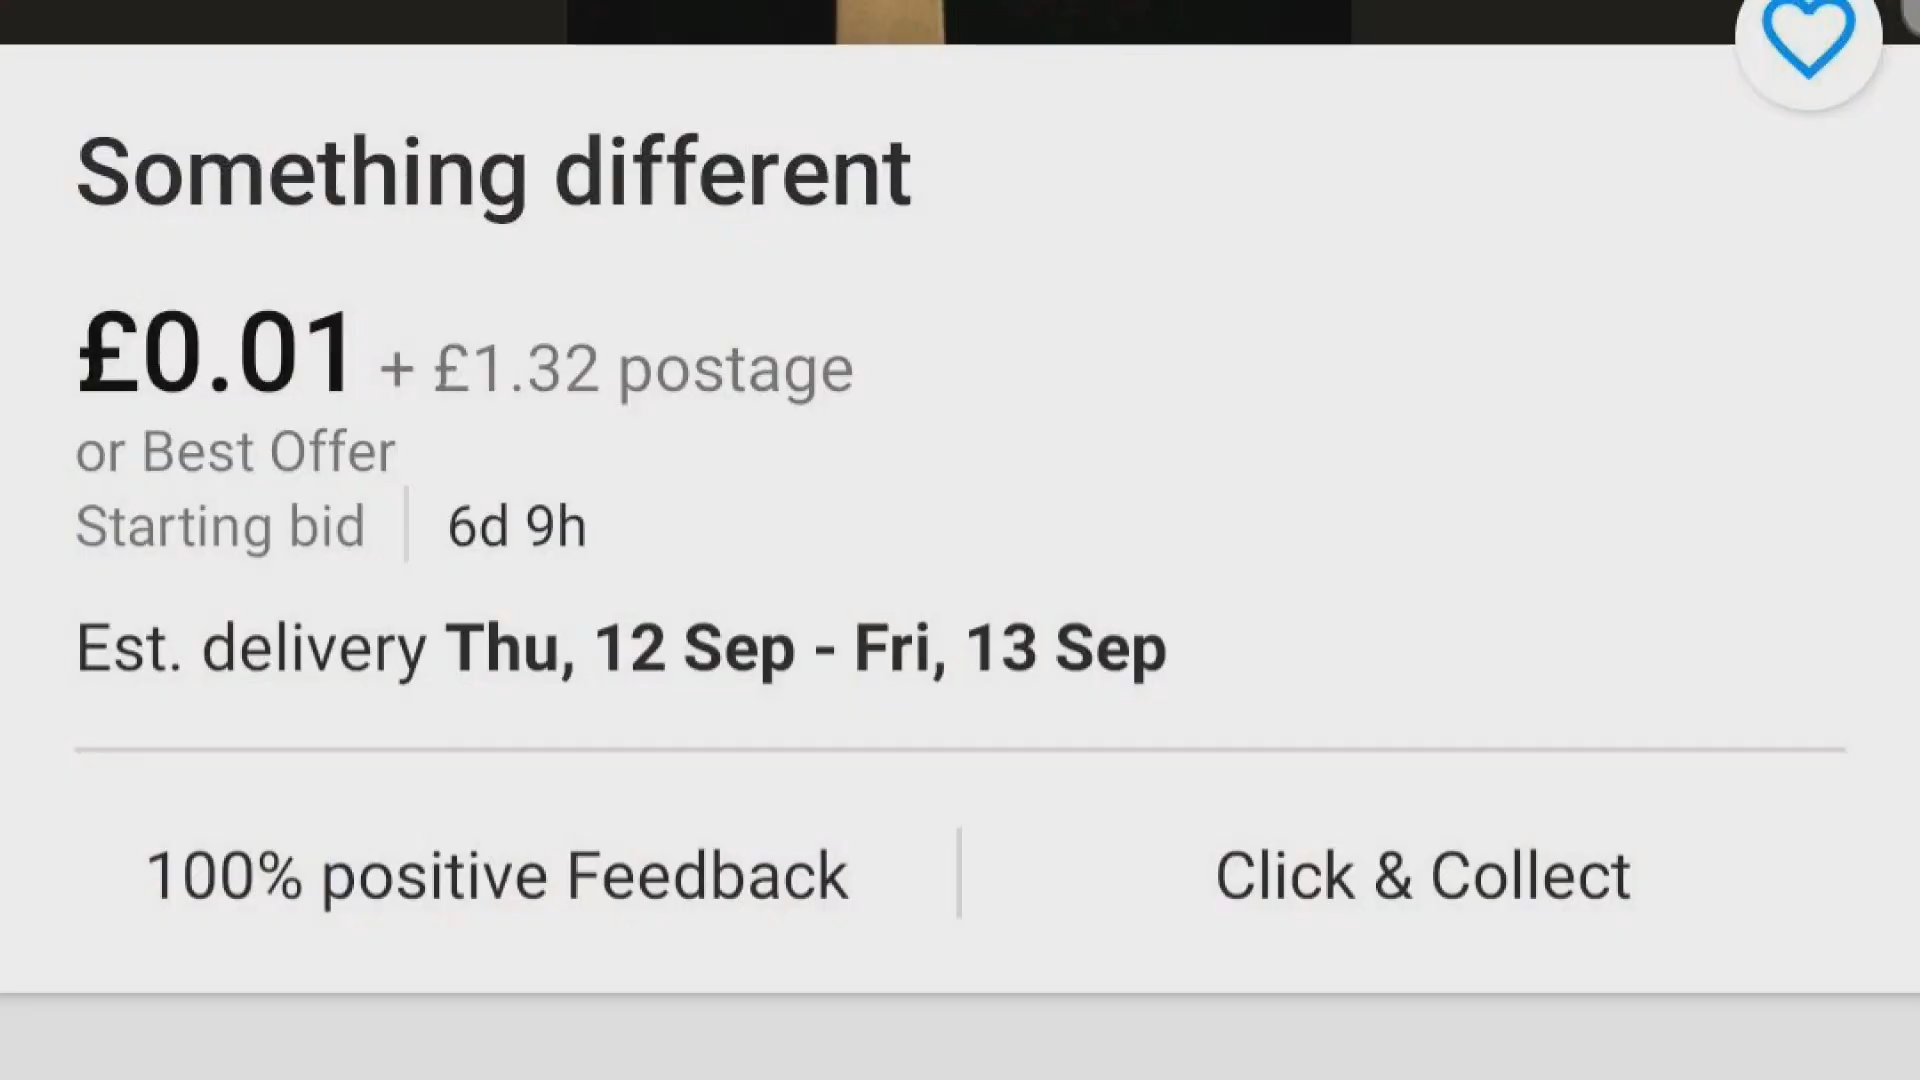 Something different
£0.01 + £1.32 postage
or Best Offer
Starting bid 6d 9h
Est. delivery Thu, 12 Sep - Fri, 13 Sep
100% positive Feedback
Click & Collect